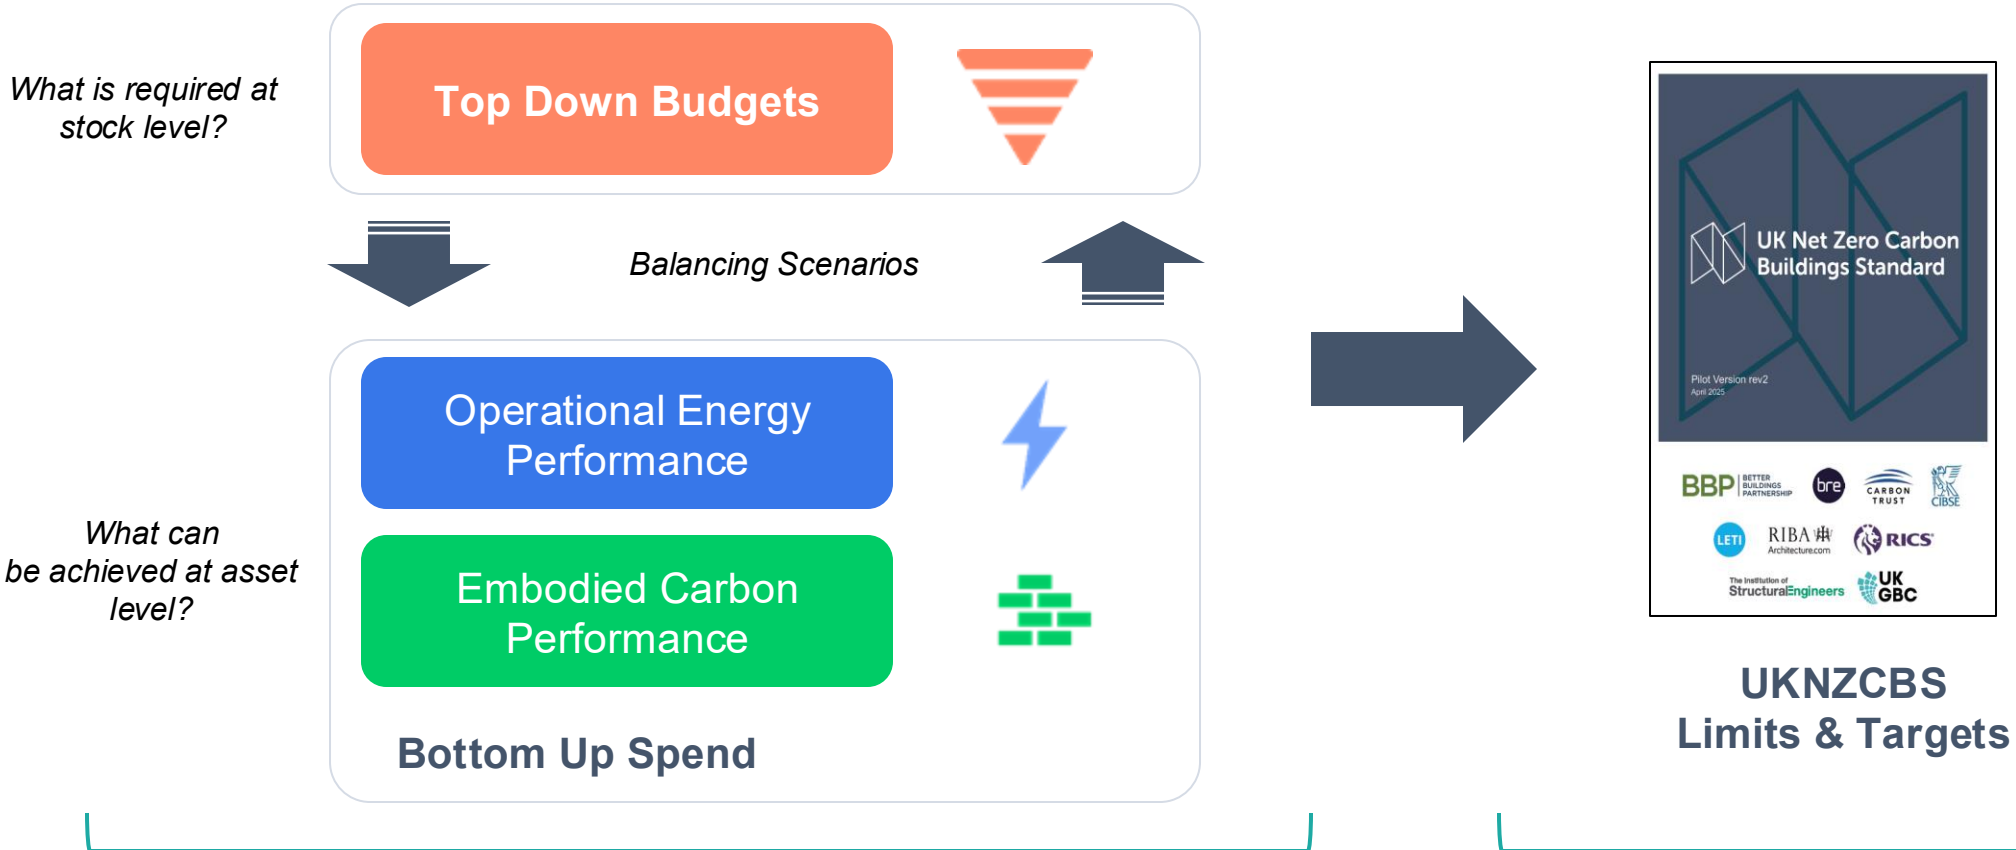 What is required at
stock level?
Top Down Budgets
Balancing Scenarios
Operational Energy
Performance
What can
be achieved at asset
level?
Embodied Carbon
Performance
Bottom Up Spend
UK Net Zero Carbon
Buildings Standard
Pilot Version rev2
April 2025
BBP BETTER
BUILDINGS
PARTNERSHIP
bre
CARBON
TRUST
CIBSE
LETI
RIBA
Architecture.com
RICS
The Institution of
StructuralEngineers
UK
GBC
UKNZCBS
Limits & Targets